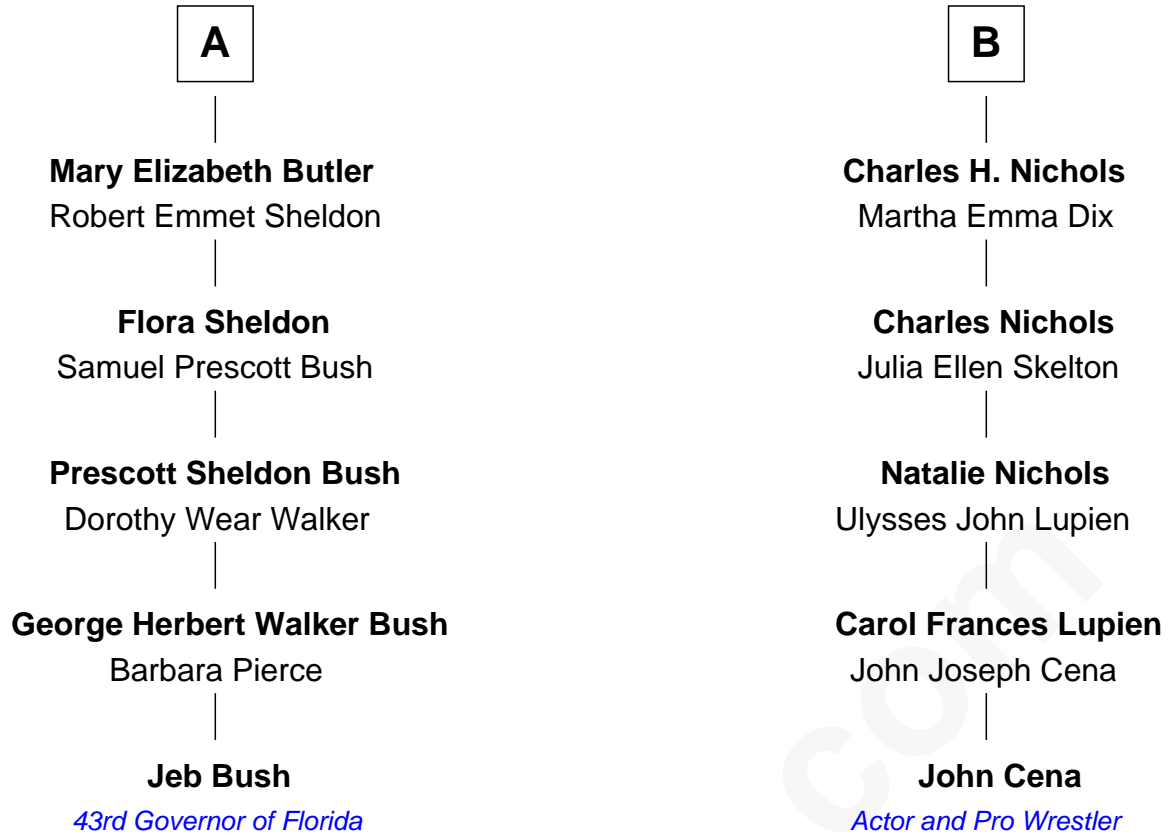 A
Mary Elizabeth Butler
Robert Emmet Sheldon
Flora Sheldon
Samuel Prescott Bush
Prescott Sheldon Bush
Dorothy Wear Walker
George Herbert Walker Bush
Barbara Pierce
Jeb Bush
43rd Governor of Florida
B
Charles H. Nichols
Martha Emma Dix
Charles Nichols
Julia Ellen Skelton
Natalie Nichols
Ulysses John Lupien
Carol Frances Lupien
John Joseph Cena
John Cena
Actor and Pro Wrestler
com